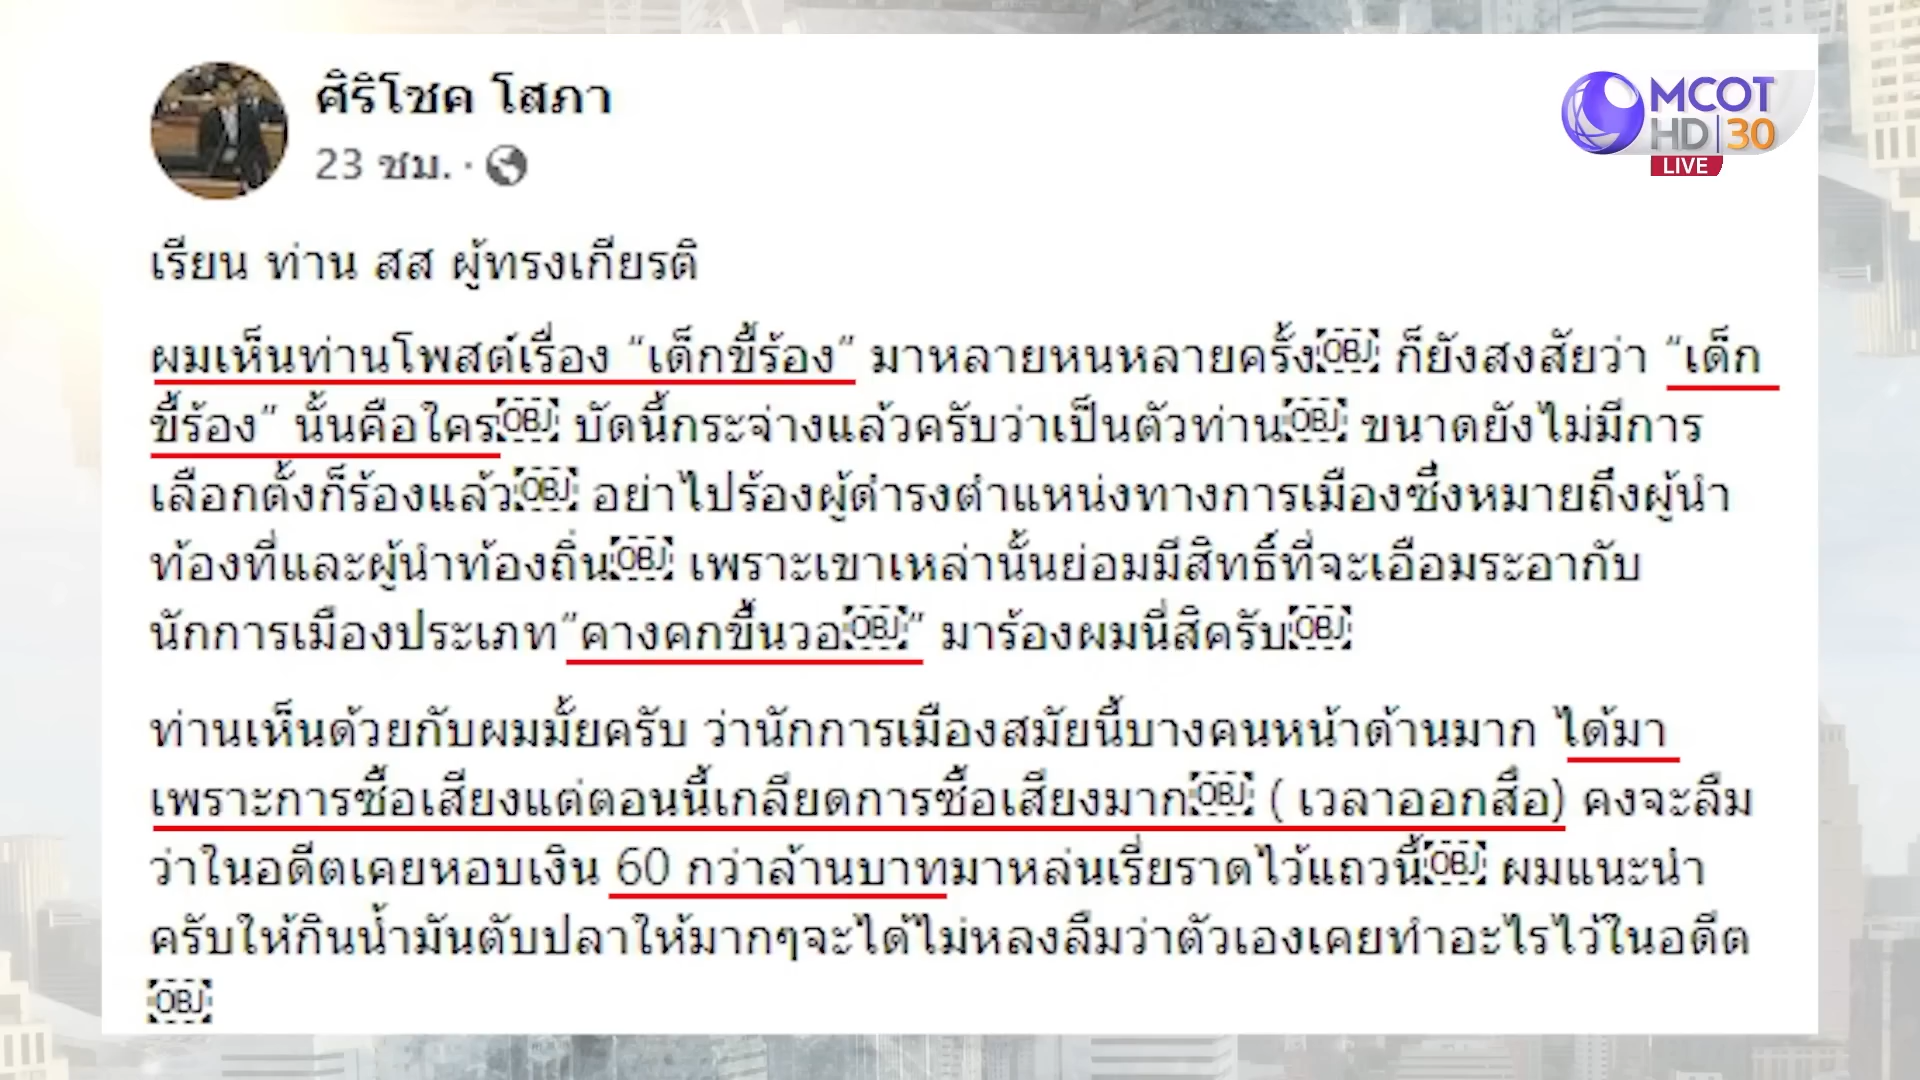 ศิริโชค โสภา
23 ชม. ·
MCOT
HD 30
LIVE
เรียน ท่าน สส ผู้ทรงเกียรติ
ผมเห็นท่านโพสต์เรื่อง “เด็กขี้ร้อง” มาหลายหนหลายครั้ง￼ ก็ยังสงสัยว่า “เด็ก
ขี้ร้อง” นั้นคือใคร￼ บัดนี้กระจ่างแล้วครับว่าเป็นตัวท่าน￼ ขนาดยังไม่มีการ
เลือกตั้งก็ร้องแล้ว￼ อย่าไปร้องผู้ดำรงตำแหน่งทางการเมืองซึ่งหมายถึงผู้นำ
ท้องที่และผู้นำท้องถิ่น￼ เพราะเขาเหล่านั้นย่อมมีสิทธิ์ที่จะเอือมระอากับ
นักการเมืองประเภท“คางคกขึ้นวอ￼” มาร้องผมนี่สิครับ￼
ท่านเห็นด้วยกับผมมั้ยครับ ว่านักการเมืองสมัยนี้บางคนหน้าด้านมาก ได้มา
เพราะการซื้อเสียงแต่ตอนนี้เกลียดการซื้อเสียงมาก￼ ( เวลาออกสื่อ) คงจะลืม
ว่าในอดีตเคยหอบเงิน 60 กว่าล้านบาทมาหล่นเรี่ยราดไว้แถวนี้￼ ผมแนะนำ
ครับให้กินน้ำมันตับปลาให้มากๆจะได้ไม่หลงลืมว่าตัวเองเคยทำอะไรไว้ในอดีต
￼